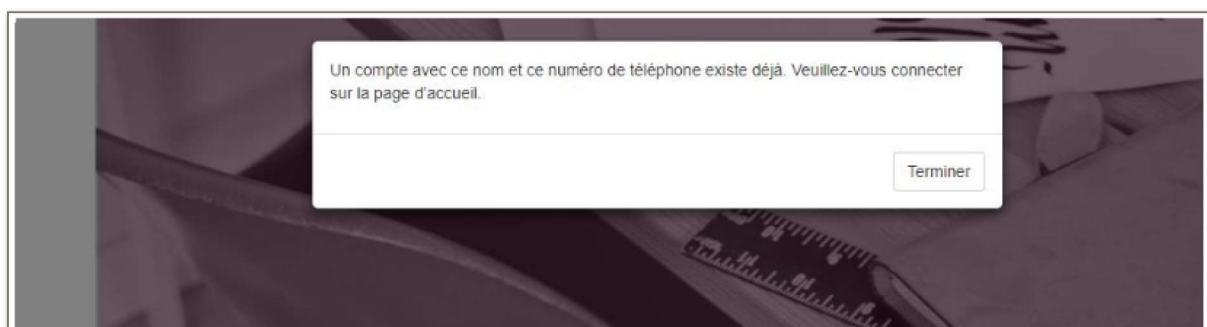 Un compte avec ce nom et ce numéro de téléphone existe déjà. Veuillez-vous connecter
sur la page d'accueil.
Terminer